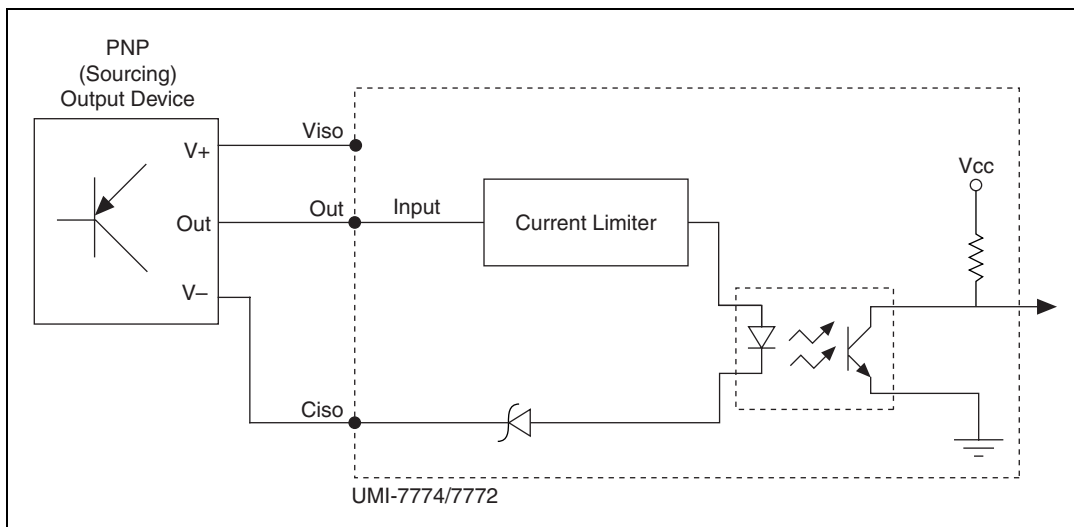 PNP
(Sourcing)
Output Device
V+
Out
V–
Viso
Out
Input
Current Limiter
Vcc
Ciso
UMI-7774/7772